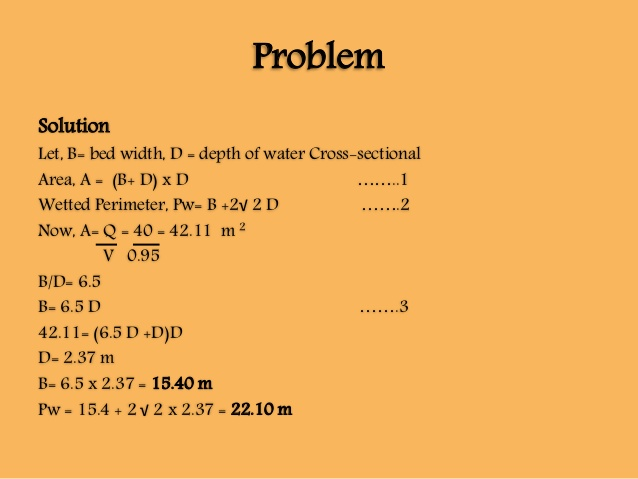 Problem
Solution
Let, B= bed width, D = depth of water Cross-sectional
Area, A = (B+ D) x D ……..1
Wetted Perimeter, Pw= B +2√ 2 D …….2
Now, A= Q = 40 = 42.11 m 2
V 0.95
B/D= 6.5
B= 6.5 D …….3
42.11= (6.5 D +D)D
D= 2.37 m
B= 6.5 x 2.37 = 15.40 m
Pw = 15.4 + 2 √ 2 x 2.37 = 22.10 m